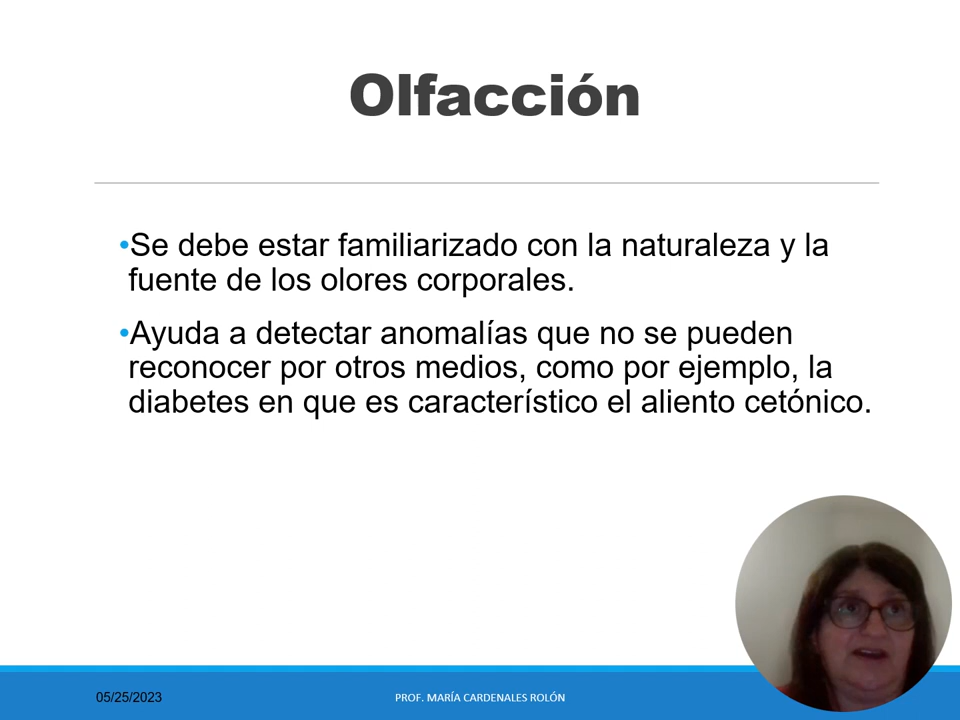 Olfacción
•Se debe estar familiarizado con la naturaleza y la
fuente de los olores corporales.
•Ayuda a detectar anomalías que no se pueden
reconocer por otros medios, como por ejemplo, la
diabetes en que es característico el aliento cetónico.
05/25/2023
PROF. MARÍA CARDENALES ROLÓN